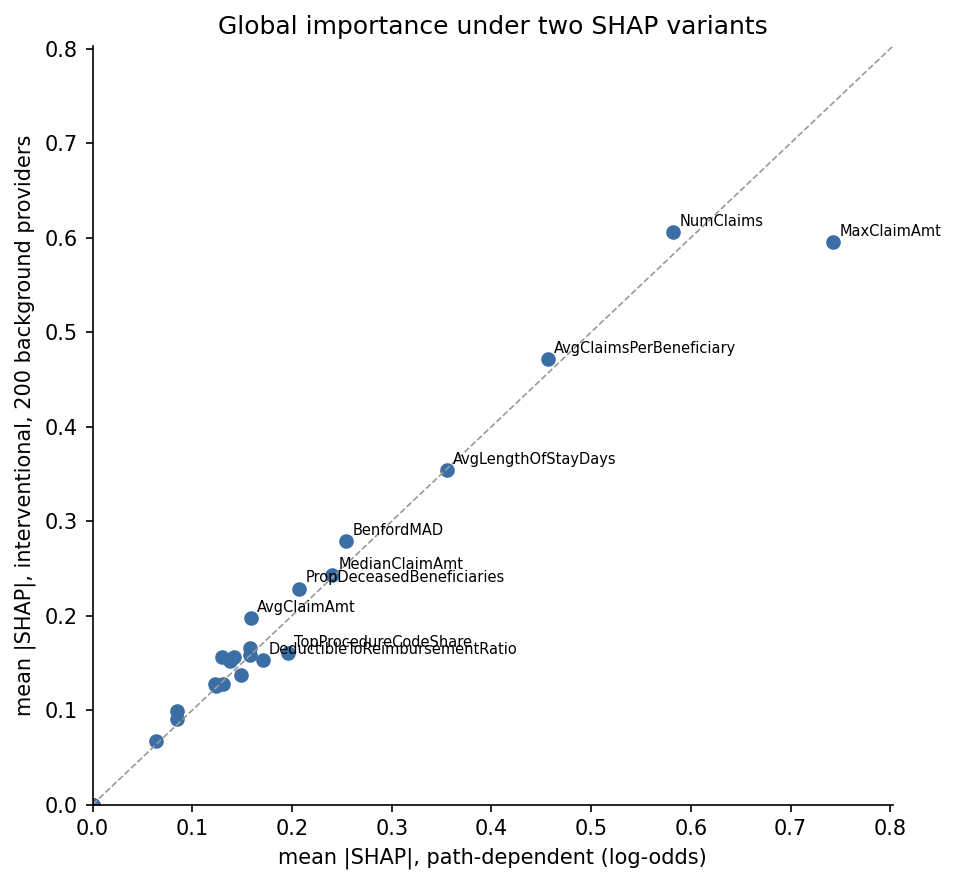 Global importance under two SHAP variants
mean |SHAP|, interventional, 200 background providers
0.8
0.7
0.6
0.5
0.4
0.3
0.2
0.1
0.0
NumClaims
MaxClaimAmt
AvgClaimsPerBeneficiary
AvgLengthOfStayDays
BenfordMAD
MedianClaimAmt
PropDeceasedBeneficiaries
AvgClaimAmt
TopProcedureCodeShare
DeductibleToReimbursementRatio
0.0 0.1 0.2 0.3 0.4 0.5 0.6 0.7 0.8
mean |SHAP|, path-dependent (log-odds)